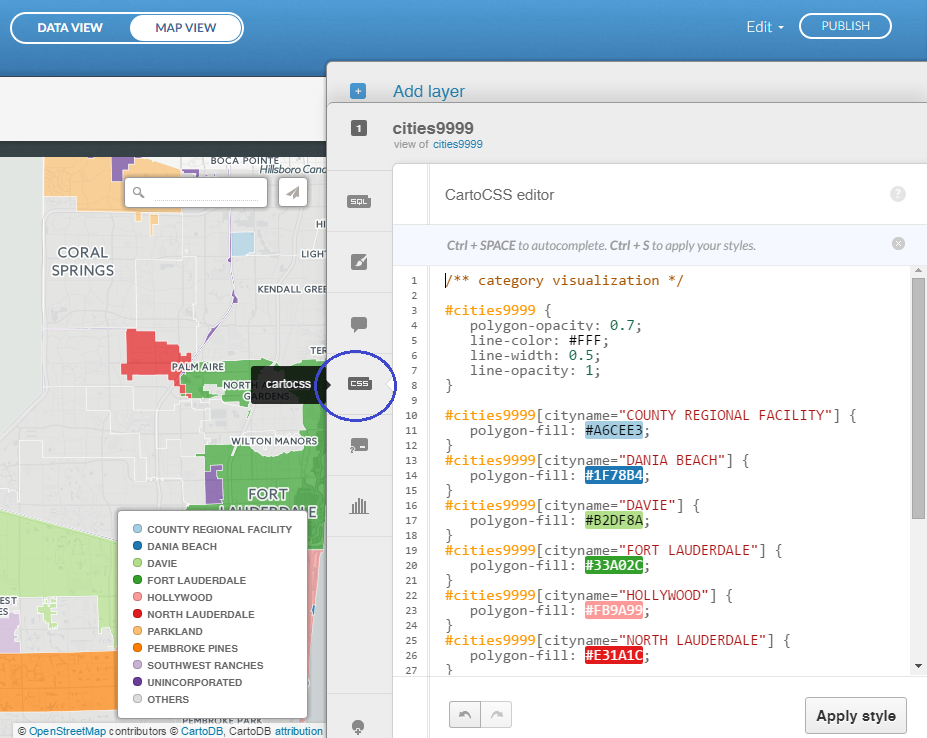 DATA VIEW
MAP VIEW
Edit
PUBLISH
+ Add layer
1 cities9999
view of cities9999
SQL
CartoCSS editor
?
Ctrl + SPACE to autocomplete. Ctrl + S to apply your styles.
BOCA POINTE
Hillsboro Cana
CORAL
SPRINGS
HI
LIGHT
KENDALL GREE
TER
PALM AIRE
NORTH
GARDENS
cartocss
CSS
WILTON MANORS
FORT
LAUDERDALE
1 /** category visualization */
2
3 #cities9999 {
4 polygon-opacity: 0.7;
5 line-color: #FFF;
6 line-width: 0.5;
7 line-opacity: 1;
8 }
9
10 #cities9999[cityname="COUNTY REGIONAL FACILITY"] {
11 polygon-fill: #A6CEE3;
12 }
13 #cities9999[cityname="DANIA BEACH"] {
14 polygon-fill: #1F78B4;
15 }
16 #cities9999[cityname="DAVIE"] {
17 polygon-fill: #B2DF8A;
18 }
19 #cities9999[cityname="FORT LAUDERDALE"] {
20 polygon-fill: #33A02C;
21 }
22 #cities9999[cityname="HOLLYWOOD"] {
23 polygon-fill: #FB9A99;
24 }
25 #cities9999[cityname="NORTH LAUDERDALE"] {
26 polygon-fill: #E31A1C;
27 }
COUNTY REGIONAL FACILITY
DANIA BEACH
DAVIE
FORT LAUDERDALE
HOLLYWOOD
NORTH LAUDERDALE
PARKLAND
PEMBROKE PINES
SOUTHWEST RANCHES
UNINCORPORATED
OTHERS
EST
ES
PEMBROKE PARK
© OpenStreetMap contributors © CartoDB, CartoDB attribution
Apply style